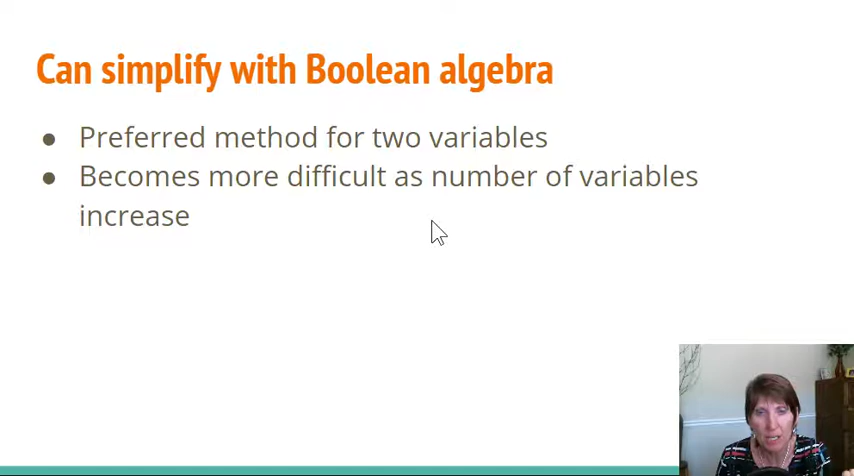 Can simplify with Boolean algebra
● Preferred method for two variables
● Becomes more difficult as number of variables
increase